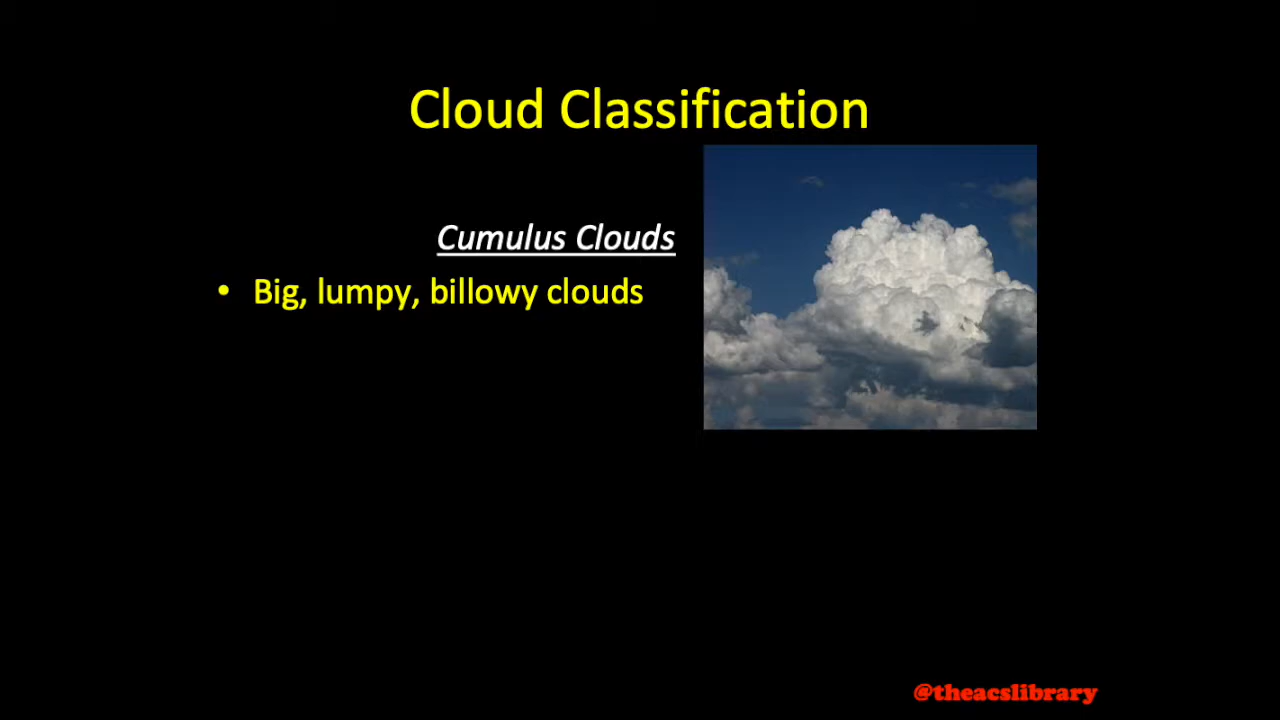 Cloud Classification
Cumulus Clouds
• Big, lumpy, billowy clouds
@theacslibrary